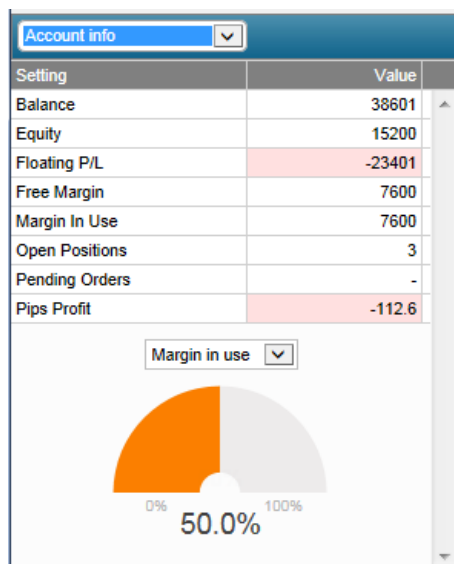 Account info
Setting Value
Balance 38601
Equity 15200
Floating P/L -23401
Free Margin 7600
Margin In Use 7600
Open Positions 3
Pending Orders -
Pips Profit -112.6
Margin in use
0% 100%
50.0%